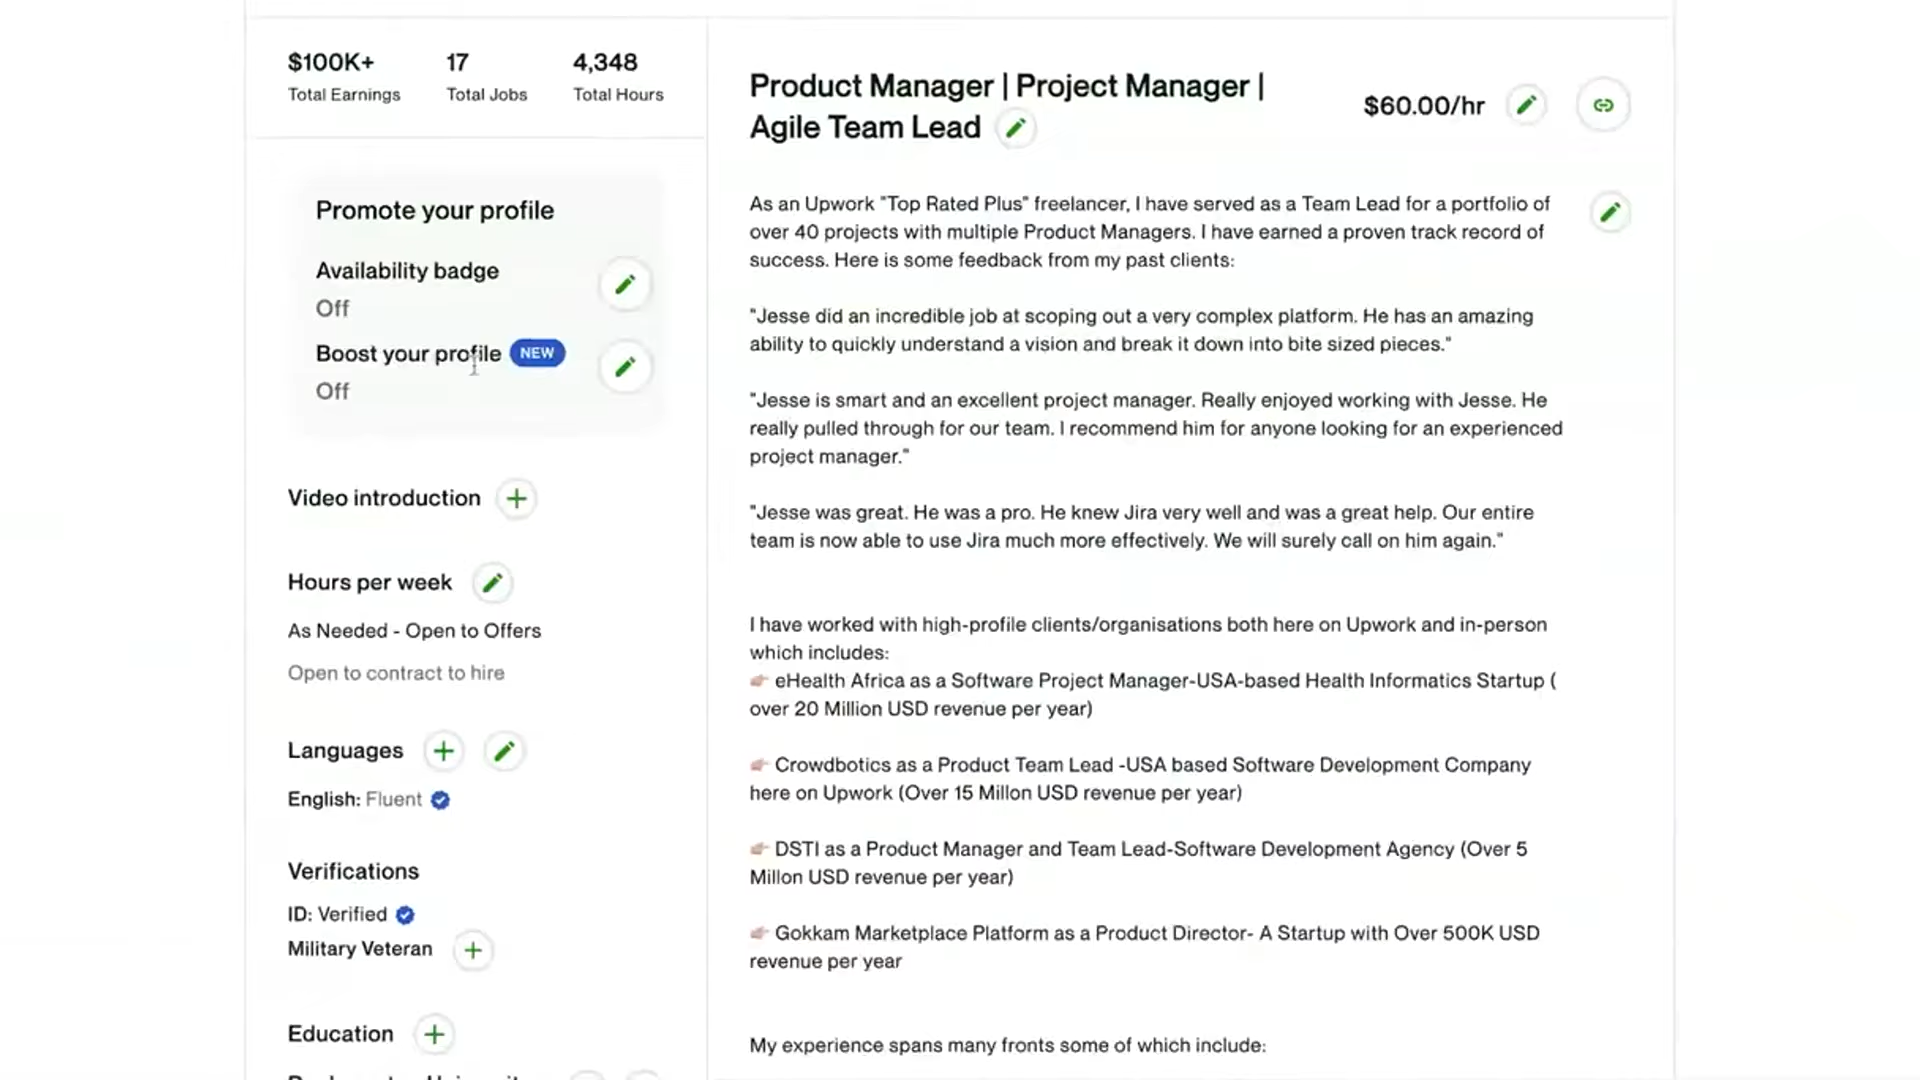 $100K+ 17 4,348
Total Earnings Total Jobs Total Hours
Promote your profile
Availability badge
Off
Boost your profile NEW
Off
Video introduction
Hours per week
As Needed - Open to Offers
Open to contract to hire
Languages
English: Fluent
Verifications
ID: Verified
Military Veteran
Education
Product Manager | Project Manager |
Agile Team Lead
$60.00/hr
As an Upwork "Top Rated Plus" freelancer, I have served as a Team Lead for a portfolio of
over 40 projects with multiple Product Managers. I have earned a proven track record of
success. Here is some feedback from my past clients:
"Jesse did an incredible job at scoping out a very complex platform. He has an amazing
ability to quickly understand a vision and break it down into bite sized pieces."
"Jesse is smart and an excellent project manager. Really enjoyed working with Jesse. He
really pulled through for our team. I recommend him for anyone looking for an experienced
project manager."
"Jesse was great. He was a pro. He knew Jira very well and was a great help. Our entire
team is now able to use Jira much more effectively. We will surely call on him again."
I have worked with high-profile clients/organisations both here on Upwork and in-person
which includes:
eHealth Africa as a Software Project Manager-USA-based Health Informatics Startup (
over 20 Million USD revenue per year)
Crowdbotics as a Product Team Lead -USA based Software Development Company
here on Upwork (Over 15 Millon USD revenue per year)
DSTI as a Product Manager and Team Lead-Software Development Agency (Over 5
Millon USD revenue per year)
Gokkam Marketplace Platform as a Product Director- A Startup with Over 500K USD
revenue per year
My experience spans many fronts some of which include: